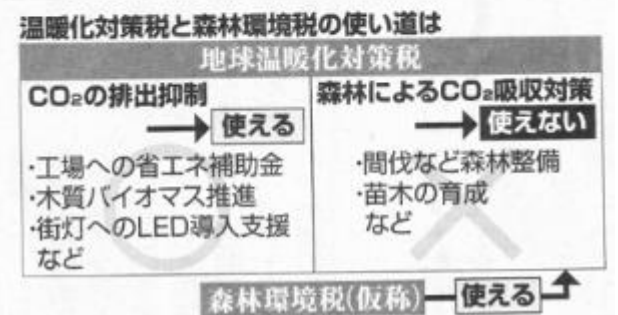 温暖化対策税と森林環境税の使い道は
地球温暖化対策税
CO₂の排出抑制
使える
・工場への省エネ補助金
・木質バイオマス推進
・街灯へのLED導入支援
など
森林によるCO₂吸収対策
使えない
・間伐など森林整備
・苗木の育成
など
森林環境税(仮称)
使える